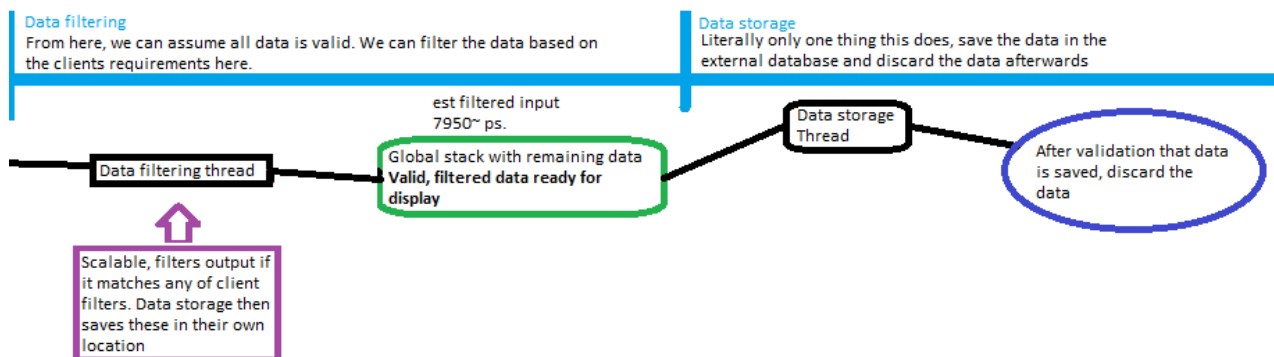 Data filtering
From here, we can assume all data is valid. We can filter the data based on
the clients requirements here.
Data storage
Literally only one thing this does, save the data in the
external database and discard the data afterwards
est filtered input
7950~ ps.
Data filtering thread
Global stack with remaining data
Valid, filtered data ready for
display
Data storage
Thread
After validation that data
is saved, discard the
data
Scalable, filters output if
it matches any of client
filters. Data storage then
saves these in their own
location